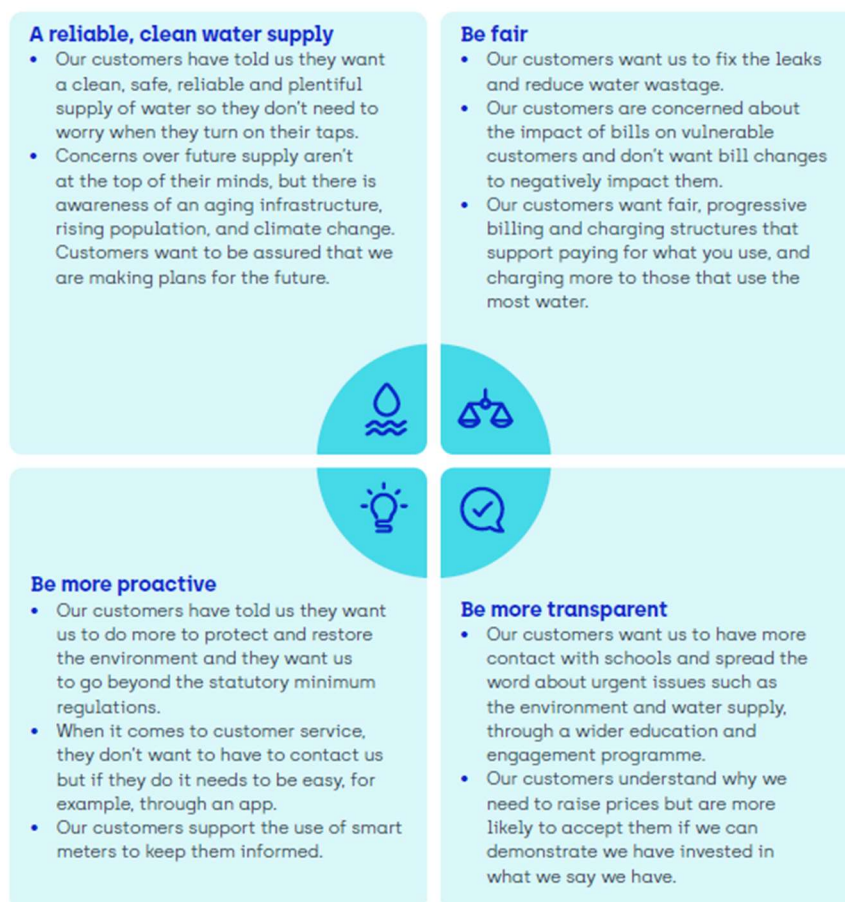 A reliable, clean water supply
• Our customers have told us they want
a clean, safe, reliable and plentiful
supply of water so they don't need to
worry when they turn on their taps.
• Concerns over future supply aren't
at the top of their minds, but there is
awareness of an aging infrastructure,
rising population, and climate change.
Customers want to be assured that we
are making plans for the future.
Be fair
• Our customers want us to fix the leaks
and reduce water wastage.
• Our customers are concerned about
the impact of bills on vulnerable
customers and don't want bill changes
to negatively impact them.
• Our customers want fair, progressive
billing and charging structures that
support paying for what you use, and
charging more to those that use the
most water.
Be more proactive
• Our customers have told us they want
us to do more to protect and restore
the environment and they want us
to go beyond the statutory minimum
regulations.
• When it comes to customer service,
they don't want to have to contact us
but if they do it needs to be easy, for
example, through an app.
• Our customers support the use of smart
meters to keep them informed.
Be more transparent
• Our customers want us to have more
contact with schools and spread the
word about urgent issues such as
the environment and water supply,
through a wider education and
engagement programme.
• Our customers understand why we
need to raise prices but are more
likely to accept them if we can
demonstrate we have invested in
what we say we have.